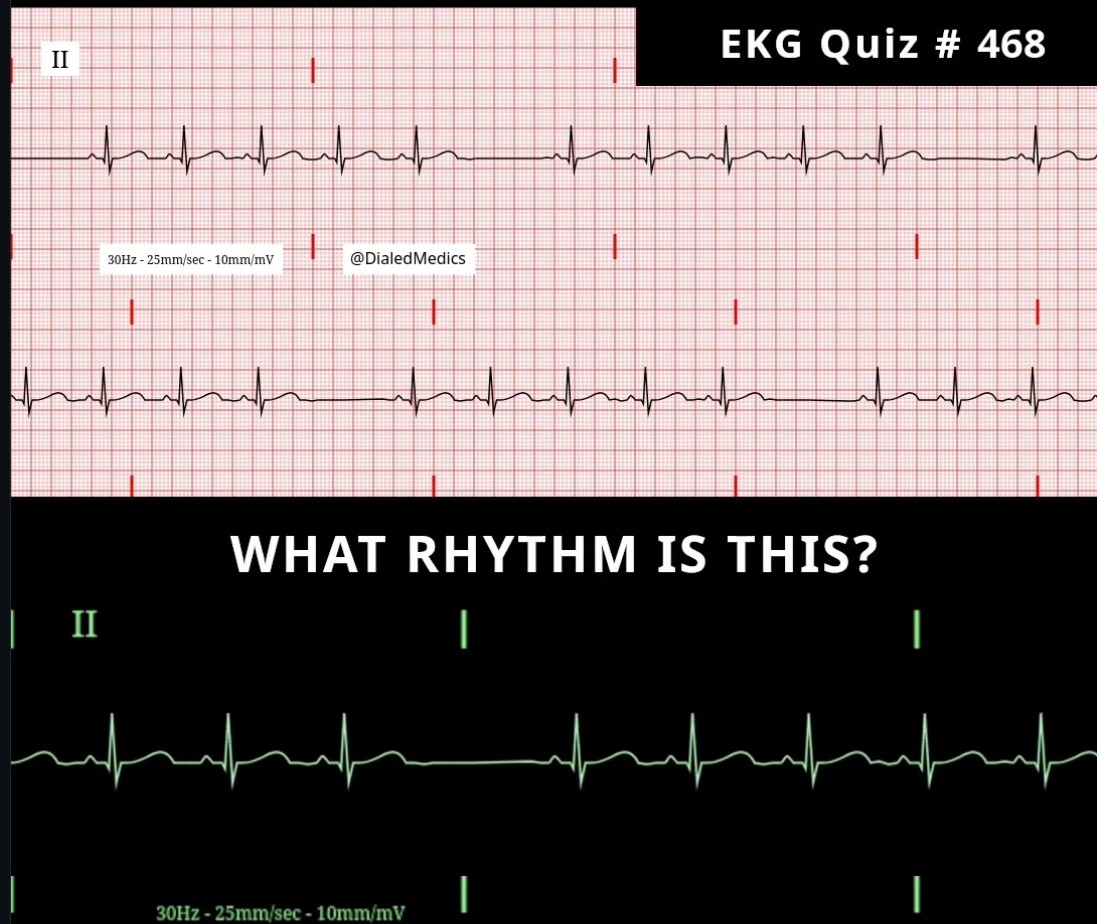 EKG Quiz # 468
II
30Hz - 25mm/sec - 10mm/mV
@DialedMedics
WHAT RHYTHM IS THIS?
II
30Hz - 25mm/sec - 10mm/mV